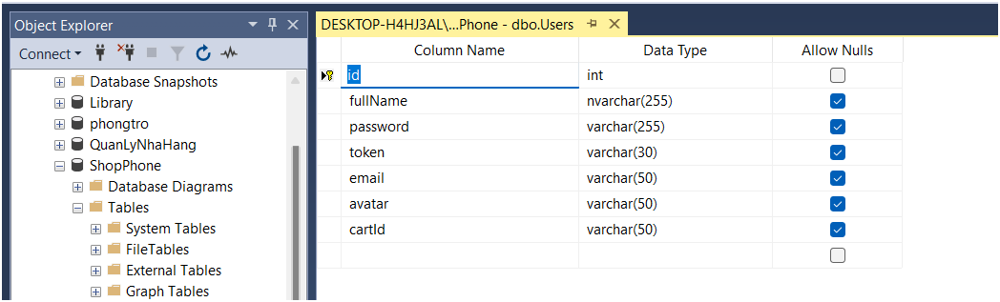 Object Explorer
Connect
Database Snapshots
Library
phongtro
QuanLyNhaHang
ShopPhone
Database Diagrams
Tables
System Tables
FileTables
External Tables
Graph Tables
DESKTOP-H4HJ3AL\...Phone - dbo.Users
Column Name Data Type Allow Nulls
id int
fullName nvarchar(255)
password varchar(255)
token varchar(30)
email varchar(50)
avatar varchar(50)
cartId varchar(50)